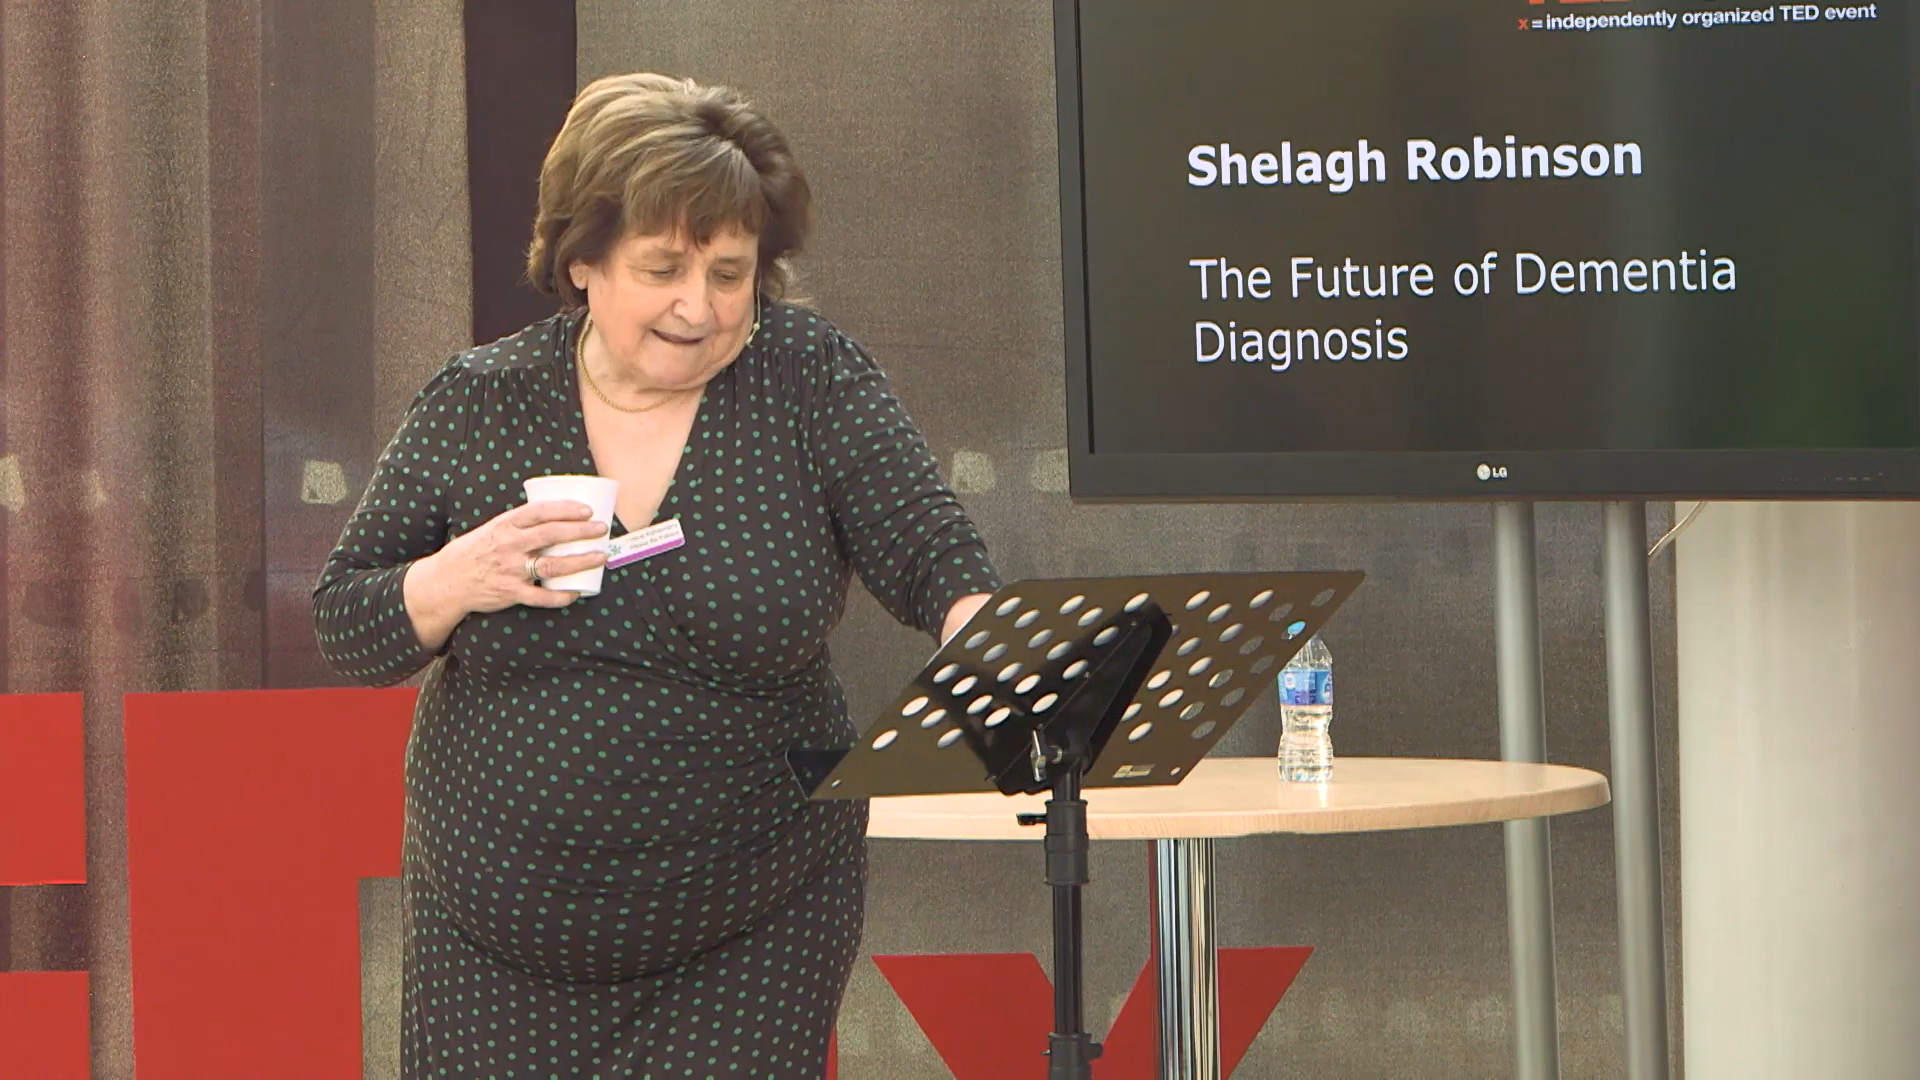 x = independently organized TED event
Shelagh Robinson
The Future of Dementia
Diagnosis
LG